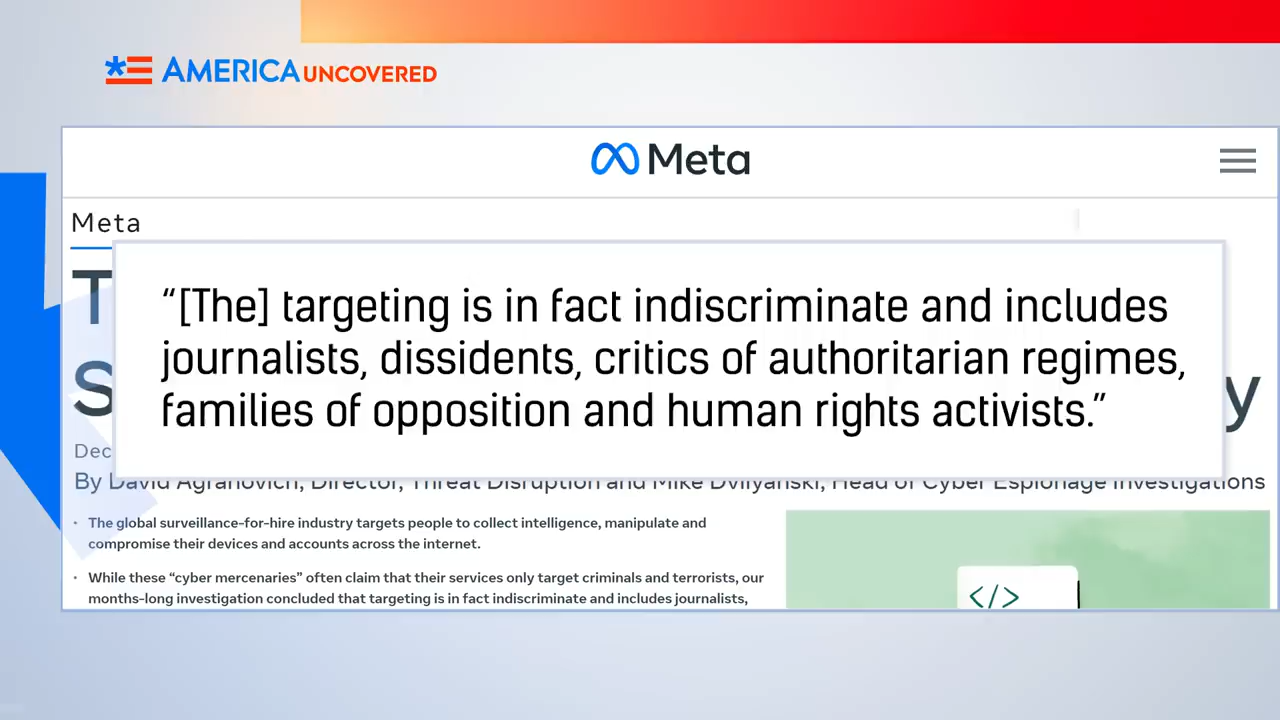 AMERICA UNCOVERED
Meta
Meta
"[The] targeting is in fact indiscriminate and includes
journalists, dissidents, critics of authoritarian regimes,
families of opposition and human rights activists."
Dec
By David Agranovich, Director, Threat Disruption and Mike Dvilyanski, Head of Cyber Espionage Investigations
• The global surveillance-for-hire industry targets people to collect intelligence, manipulate and
compromise their devices and accounts across the internet.
• While these “cyber mercenaries” often claim that their services only target criminals and terrorists, our
months-long investigation concluded that targeting is in fact indiscriminate and includes journalists,
</>